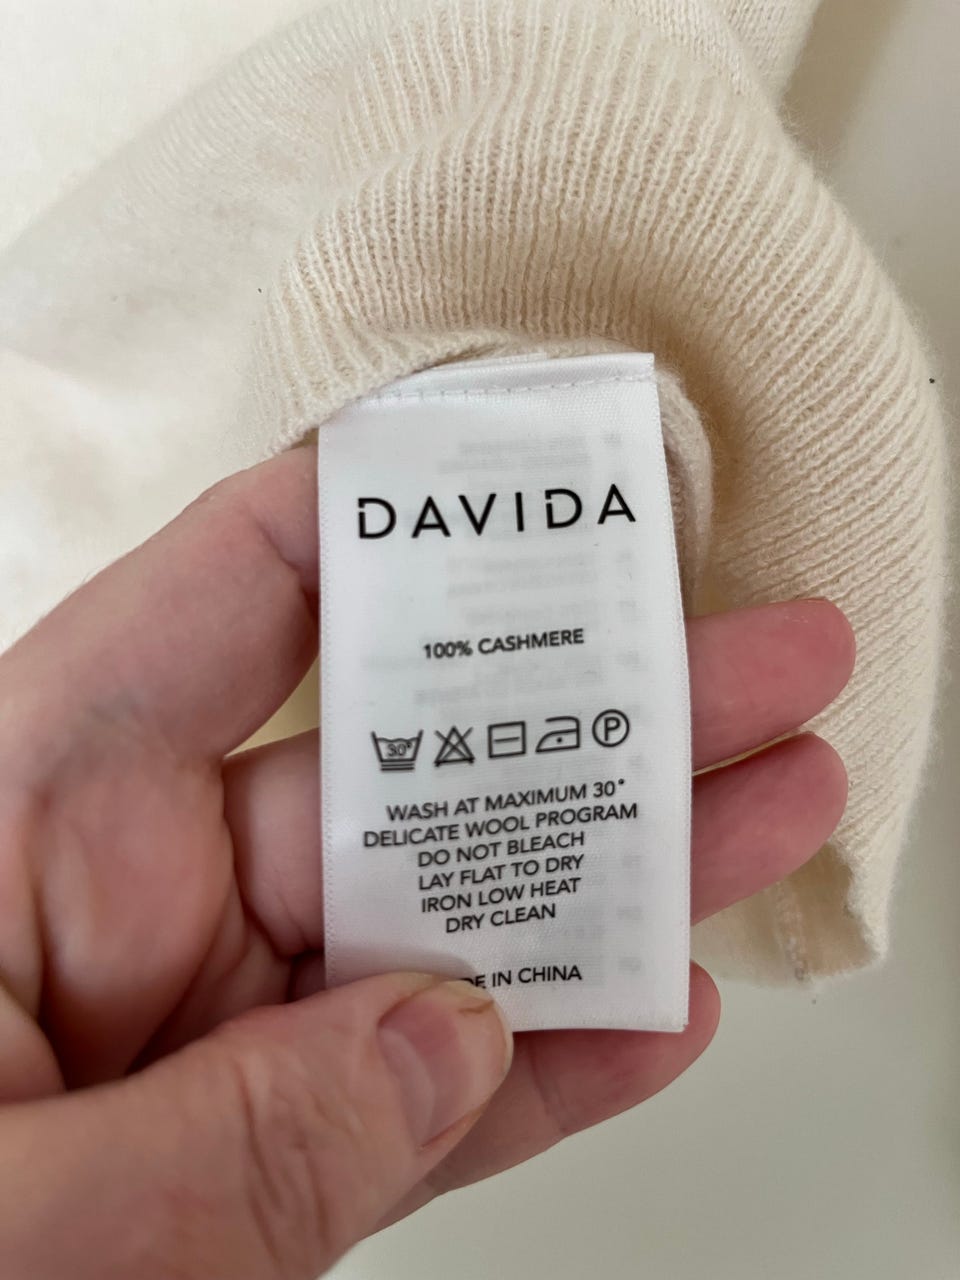 DAVIDA
100% CASHMERE
30°
P
WASH AT MAXIMUM 30°
DELICATE WOOL PROGRAM
DO NOT BLEACH
LAY FLAT TO DRY
IRON LOW HEAT
DRY CLEAN
IN CHINA